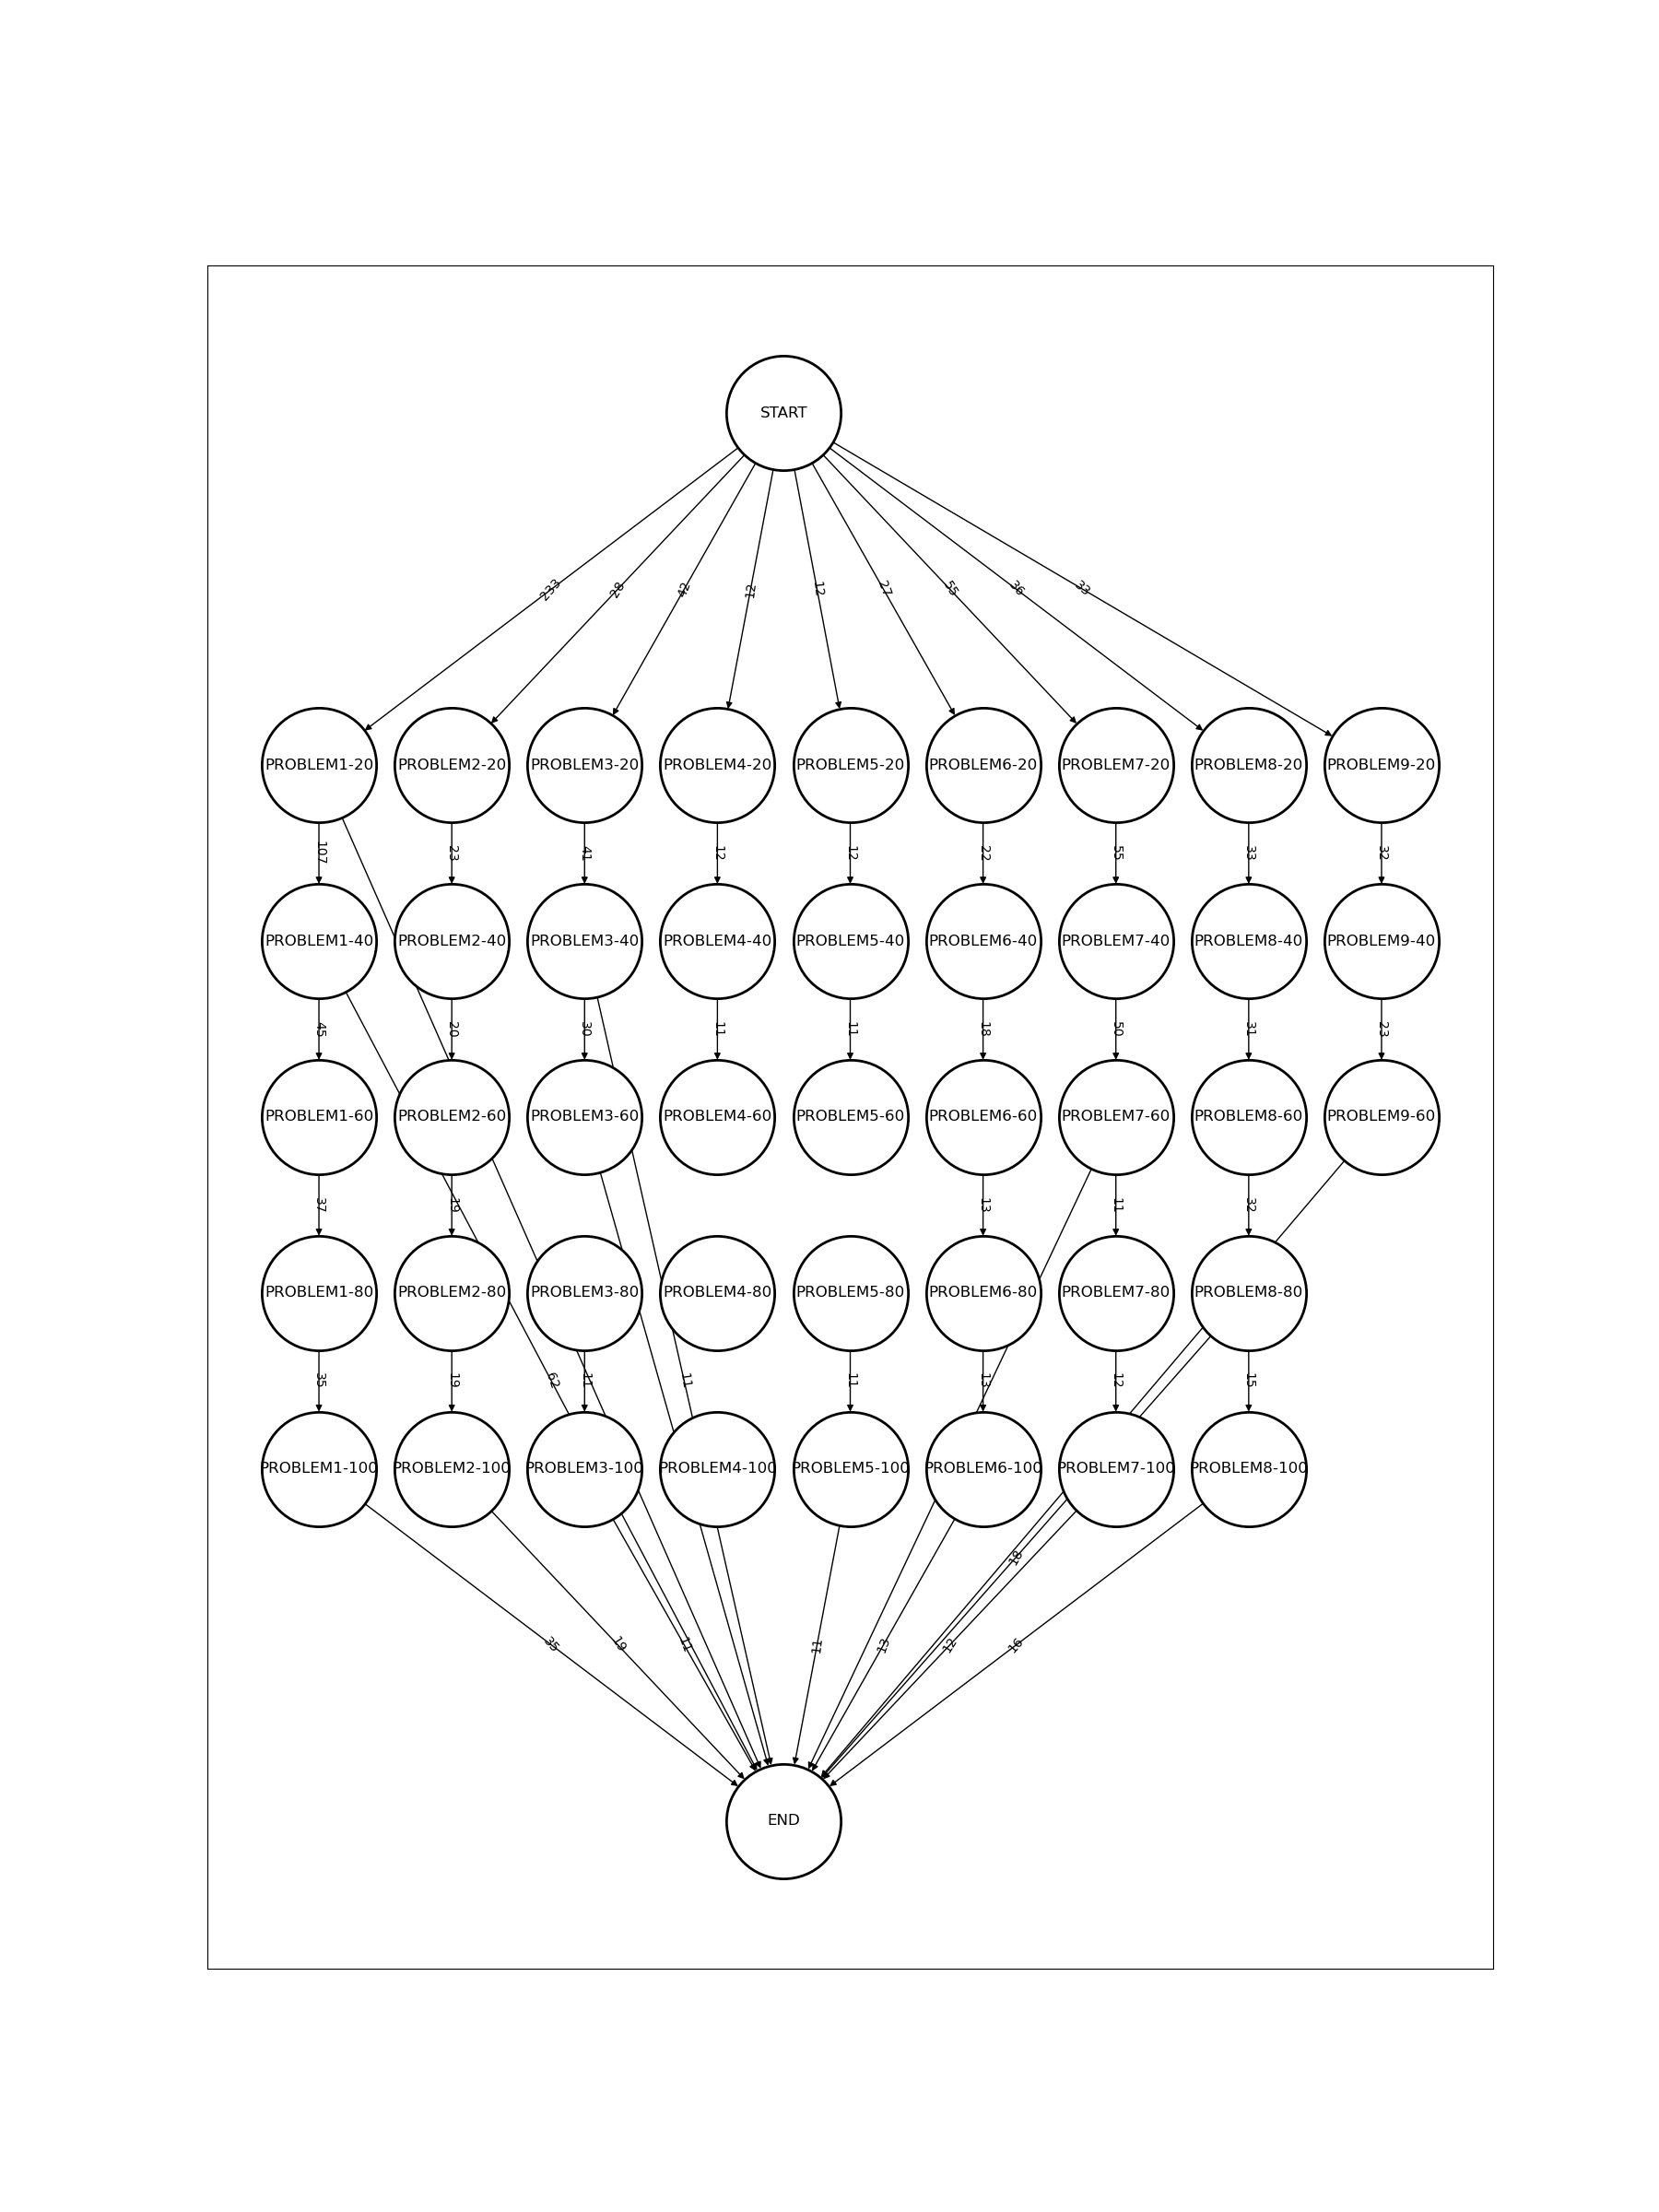 START
233 28 42 12 12 27 55 36 33
PROBLEM1-20 PROBLEM2-20 PROBLEM3-20 PROBLEM4-20 PROBLEM5-20 PROBLEM6-20 PROBLEM7-20 PROBLEM8-20 PROBLEM9-20
107 23 41 12 12 22 55 33 32
PROBLEM1-40 PROBLEM2-40 PROBLEM3-40 PROBLEM4-40 PROBLEM5-40 PROBLEM6-40 PROBLEM7-40 PROBLEM8-40 PROBLEM9-40
45 20 30 11 11 18 50 31 23
PROBLEM1-60 PROBLEM2-60 PROBLEM3-60 PROBLEM4-60 PROBLEM5-60 PROBLEM6-60 PROBLEM7-60 PROBLEM8-60 PROBLEM9-60
37 19 13 11 32
PROBLEM1-80 PROBLEM2-80 PROBLEM3-80 PROBLEM4-80 PROBLEM5-80 PROBLEM6-80 PROBLEM7-80 PROBLEM8-80
35 19 62 11 11 11 13 12 15
PROBLEM1-100 PROBLEM2-100 PROBLEM3-100 PROBLEM4-100 PROBLEM5-100 PROBLEM6-100 PROBLEM7-100 PROBLEM8-100
18
35 19 11 11 13 12 16
END